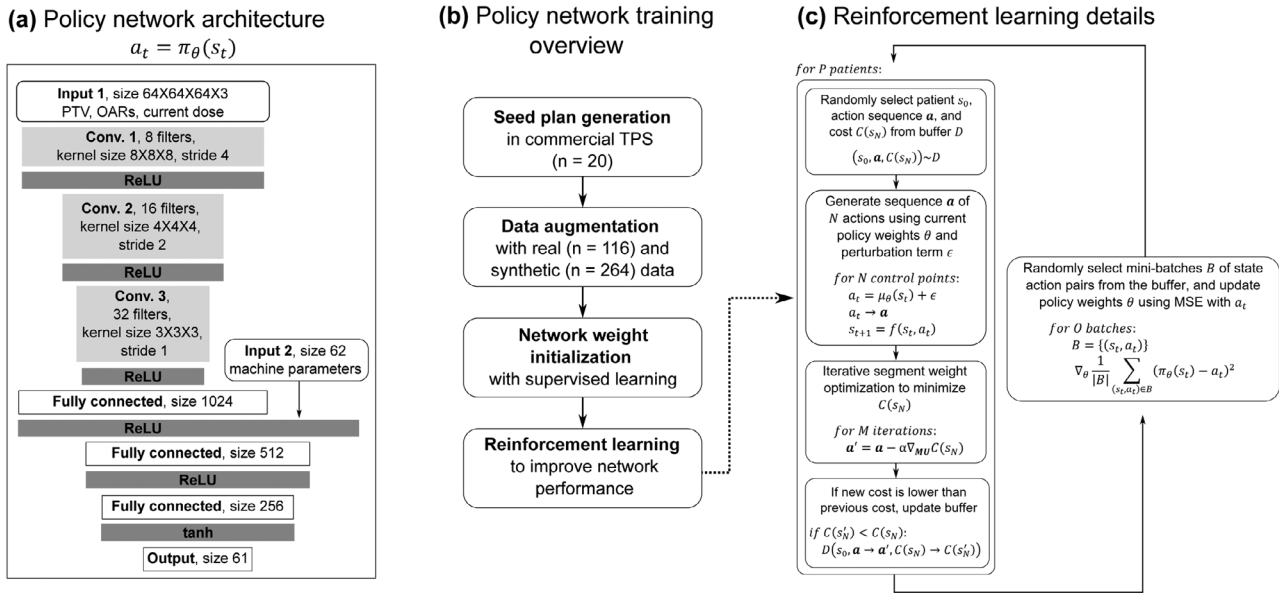 (a) Policy network architecture
a_t = π_θ(s_t)
Input 1, size 64X64X64X3
PTV, OARs, current dose
Conv. 1, 8 filters,
kernel size 8X8X8, stride 4
ReLU
Conv. 2, 16 filters,
kernel size 4X4X4,
stride 2
ReLU
Conv. 3,
32 filters,
kernel size 3X3X3,
stride 1
Input 2, size 62
machine parameters
ReLU
Fully connected, size 1024
ReLU
Fully connected, size 512
ReLU
Fully connected, size 256
tanh
Output, size 61
(b) Policy network training
overview
Seed plan generation
in commercial TPS
(n = 20)
Data augmentation
with real (n = 116) and
synthetic (n = 264) data
Network weight
initialization
with supervised learning
Reinforcement learning
to improve network
performance
(c) Reinforcement learning details
for P patients:
Randomly select patient s_0,
action sequence a, and
cost C(s_N) from buffer D
(s_0, a, C(s_N))~D
Generate sequence a of
N actions using current
policy weights θ and
perturbation term ϵ
for N control points:
a_t = μ_θ(s_t) + ϵ
a_t → a
s_{t+1} = f(s_t, a_t)
Iterative segment weight
optimization to minimize
C(s_N)
for M iterations:
a′ = a − α∇_MU C(s_N)
If new cost is lower than
previous cost, update buffer
if C(s′_N) < C(s_N):
D(s_0, a → a′, C(s_N) → C(s′_N))
Randomly select mini-batches B of state
action pairs from the buffer, and update
policy weights θ using MSE with a_t
for O batches:
B = {(s_t, a_t)}
∇_θ 1/|B| ∑_{(s_t,a_t)∈B} (π_θ(s_t) − a_t)²